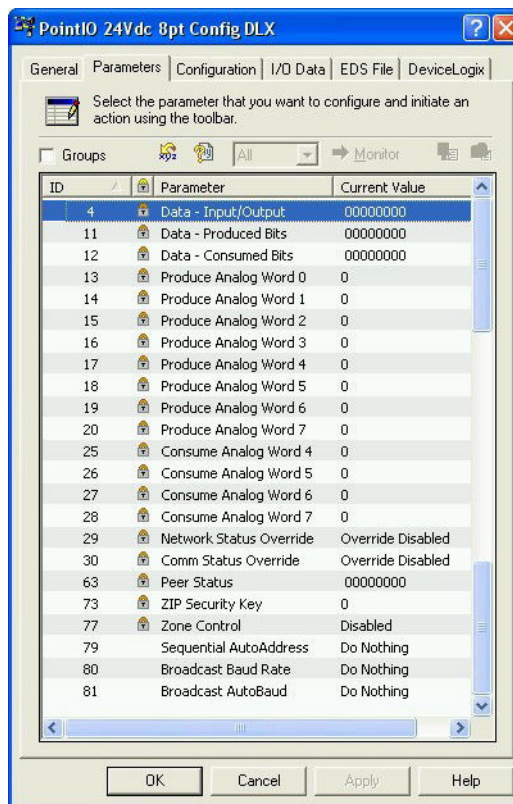 PointIO 24Vdc 8pt Config DLX
General Parameters Configuration I/O Data EDS File DeviceLogix
Select the parameter that you want to configure and initiate an
action using the toolbar.
Groups All Monitor
ID Parameter Current Value
4 Data - Input/Output 00000000
11 Data - Produced Bits 00000000
12 Data - Consumed Bits 00000000
13 Produce Analog Word 0 0
14 Produce Analog Word 1 0
15 Produce Analog Word 2 0
16 Produce Analog Word 3 0
17 Produce Analog Word 4 0
18 Produce Analog Word 5 0
19 Produce Analog Word 6 0
20 Produce Analog Word 7 0
25 Consume Analog Word 4 0
26 Consume Analog Word 5 0
27 Consume Analog Word 6 0
28 Consume Analog Word 7 0
29 Network Status Override Override Disabled
30 Comm Status Override Override Disabled
63 Peer Status 00000000
73 ZIP Security Key 0
77 Zone Control Disabled
79 Sequential AutoAddress Do Nothing
80 Broadcast Baud Rate Do Nothing
81 Broadcast AutoBaud Do Nothing
OK Cancel Apply Help